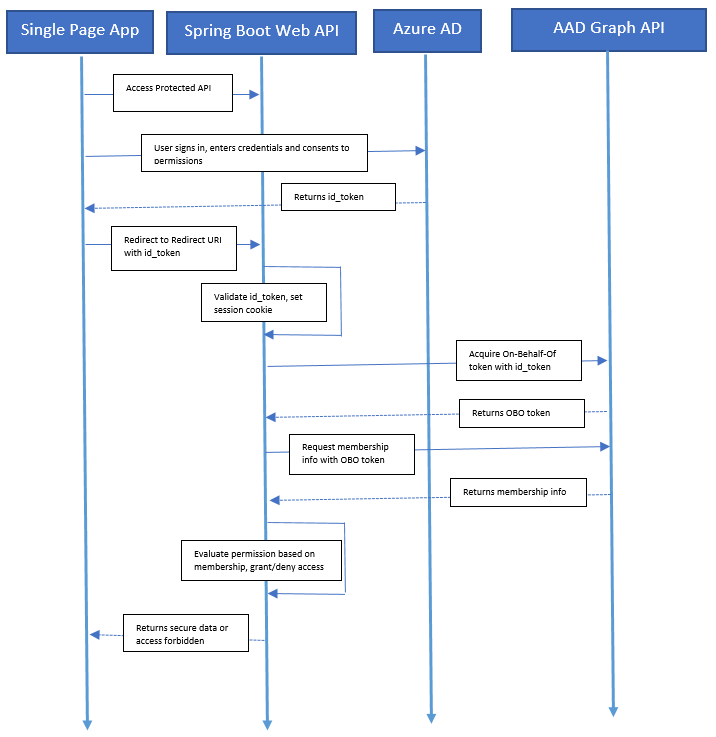 Single Page App
Spring Boot Web API
Azure AD
AAD Graph API
Access Protected API
User signs in, enters credentials and consents to
permissions
Returns id_token
Redirect to Redirect URI
with id_token
Validate id_token, set
session cookie
Acquire On-Behalf-Of
token with id_token
Returns OBO token
Request membership
info with OBO token
Returns membership info
Evaluate permission based on
membership, grant/deny access
Returns secure data or
access forbidden